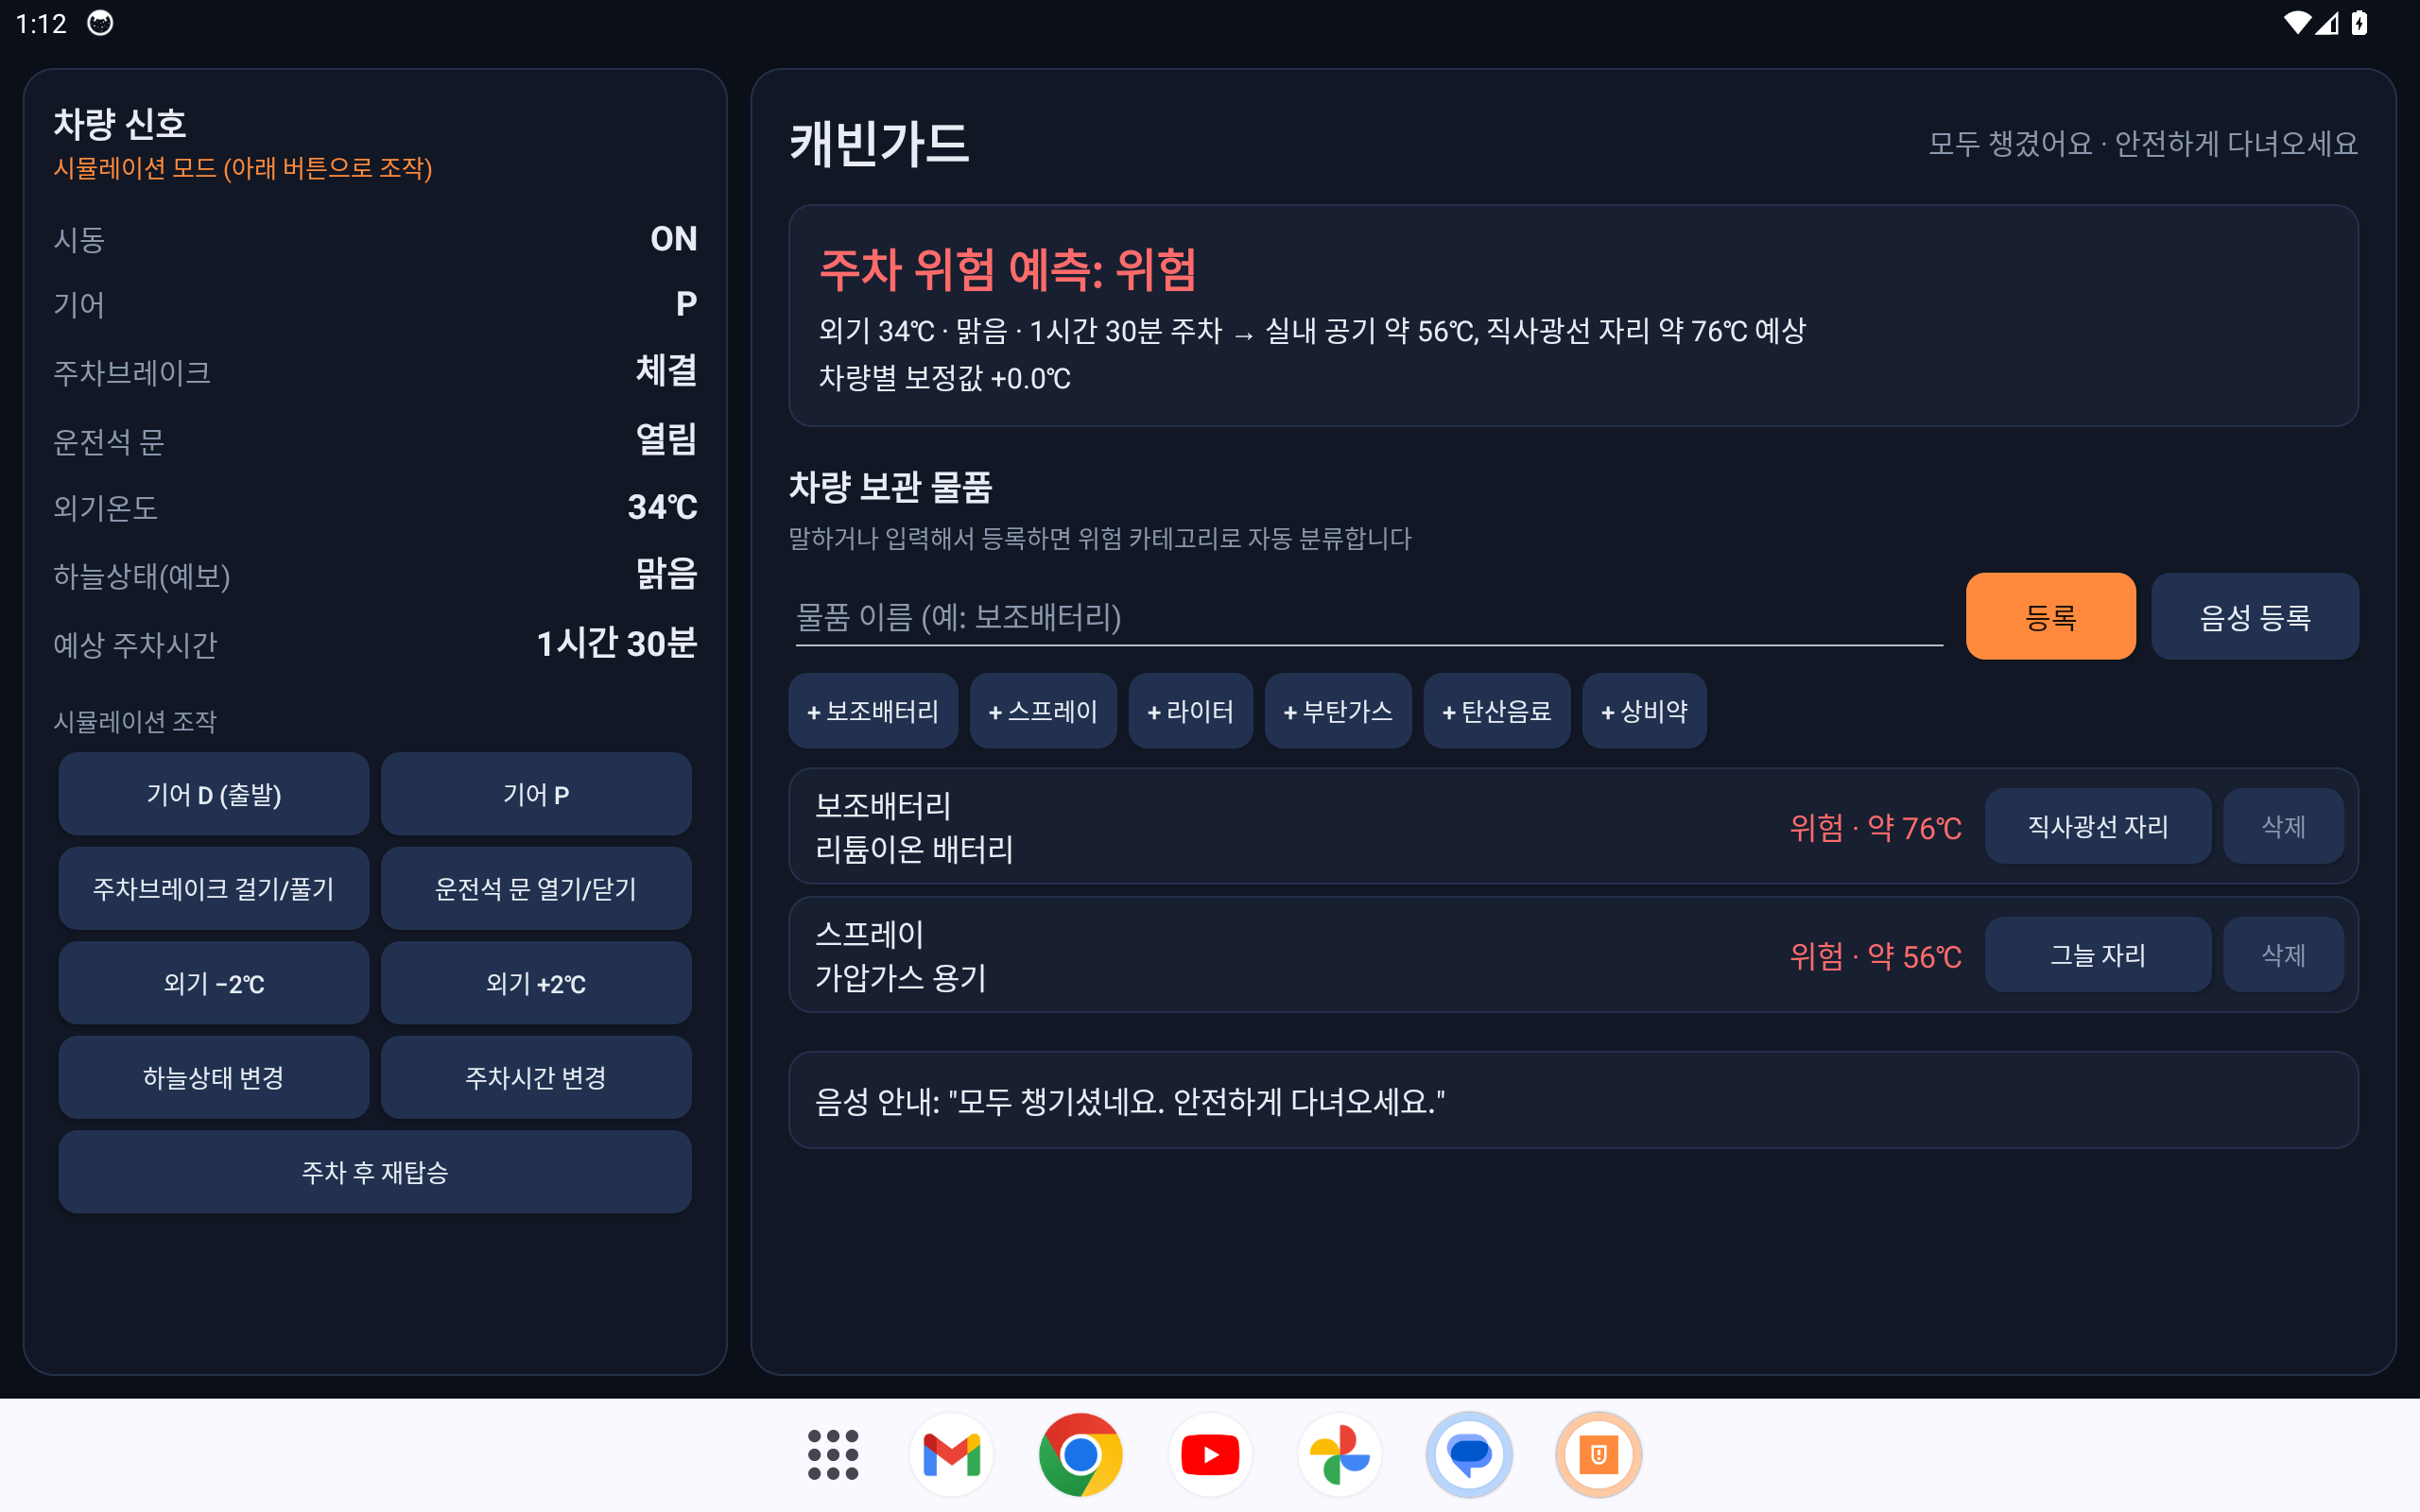 1:12
차량 신호
시뮬레이션 모드 (아래 버튼으로 조작)
시동 ON
기어 P
주차브레이크 체결
운전석 문 열림
외기온도 34℃
하늘상태(예보) 맑음
예상 주차시간 1시간 30분
시뮬레이션 조작
기어 D (출발) 기어 P
주차브레이크 걸기/풀기 운전석 문 열기/닫기
외기 −2℃ 외기 +2℃
하늘상태 변경 주차시간 변경
주차 후 재탑승
캐빈가드 모두 챙겼어요 · 안전하게 다녀오세요
주차 위험 예측: 위험
외기 34℃ · 맑음 · 1시간 30분 주차 → 실내 공기 약 56℃, 직사광선 자리 약 76℃ 예상
차량별 보정값 +0.0℃
차량 보관 물품
말하거나 입력해서 등록하면 위험 카테고리로 자동 분류합니다
물품 이름 (예: 보조배터리) 등록 음성 등록
+ 보조배터리 + 스프레이 + 라이터 + 부탄가스 + 탄산음료 + 상비약
보조배터리
리튬이온 배터리
위험 · 약 76℃ 직사광선 자리 삭제
스프레이
가압가스 용기
위험 · 약 56℃ 그늘 자리 삭제
음성 안내: "모두 챙기셨네요. 안전하게 다녀오세요."